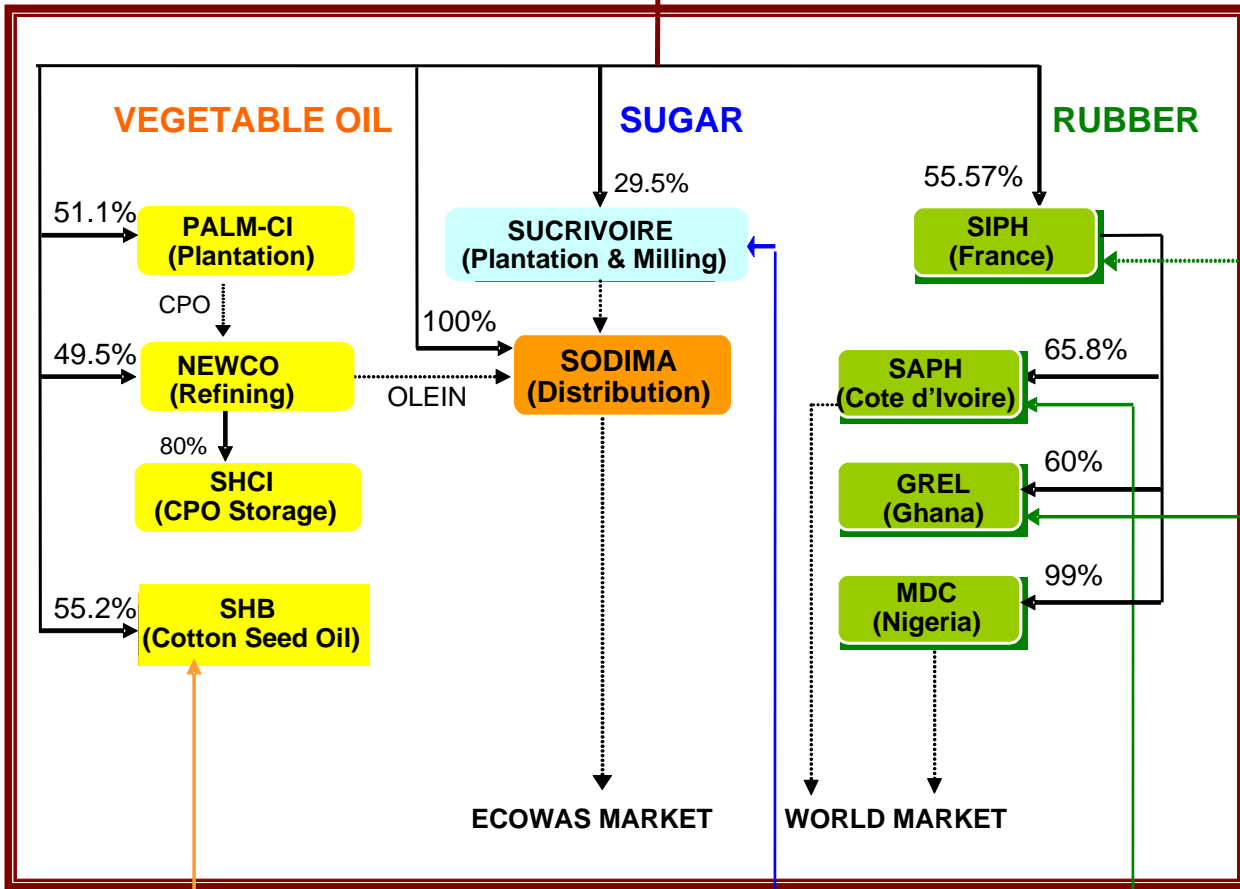 VEGETABLE OIL
SUGAR
RUBBER
51.1%
PALM-CI
(Plantation)
CPO
49.5%
NEWCO
(Refining)
OLEIN
80%
SHCI
(CPO Storage)
55.2%
SHB
(Cotton Seed Oil)
29.5%
SUCRIVOIRE
(Plantation & Milling)
100%
SODIMA
(Distribution)
ECOWAS MARKET
55.57%
SIPH
(France)
65.8%
SAPH
(Cote d’Ivoire)
60%
GREL
(Ghana)
99%
MDC
(Nigeria)
WORLD MARKET